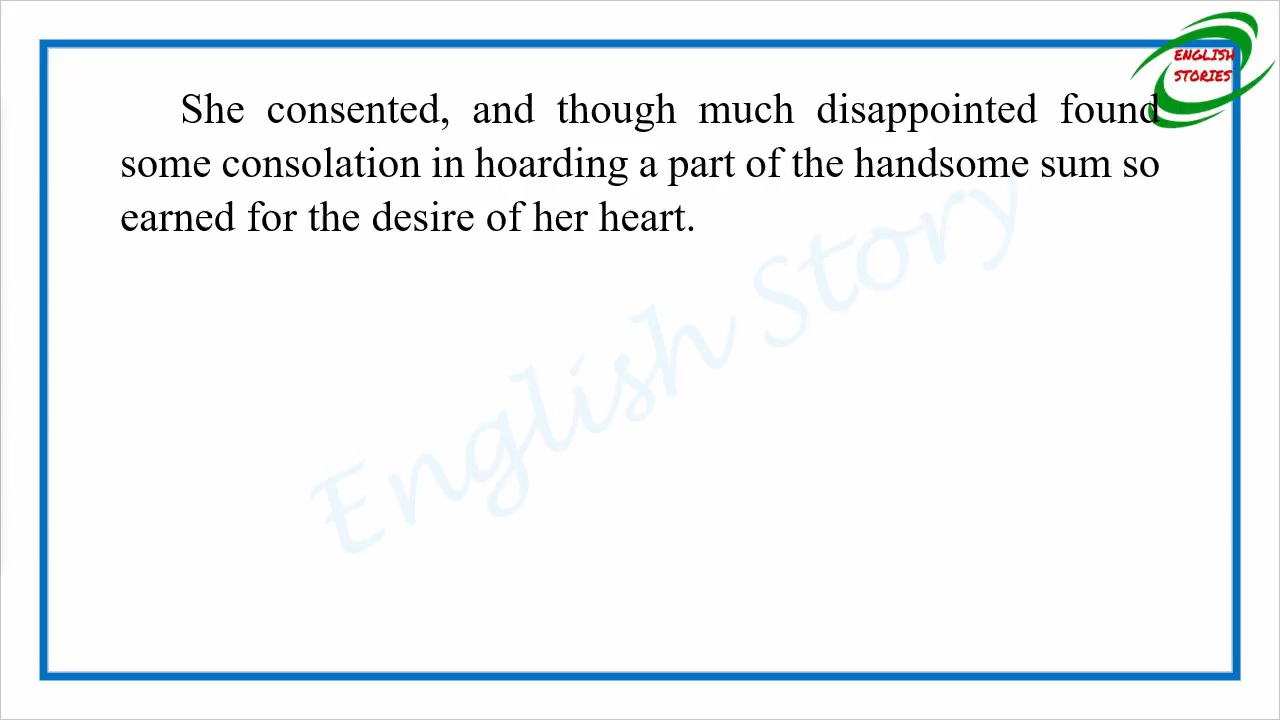 ENGLISH
STORIES
She consented, and though much disappointed found
some consolation in hoarding a part of the handsome sum so
earned for the desire of her heart.
English Story